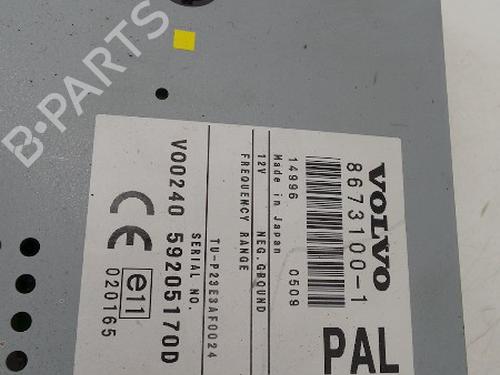 B-PARTS
VOLVO
8673100-1
PAL
14996 0509
Made in Japan
12V NEG.GROUND
FREQUENCY RANGE
TU-P23E3AF0024
SERIAL NO.
V00240 59205170D
CE
e11
020165